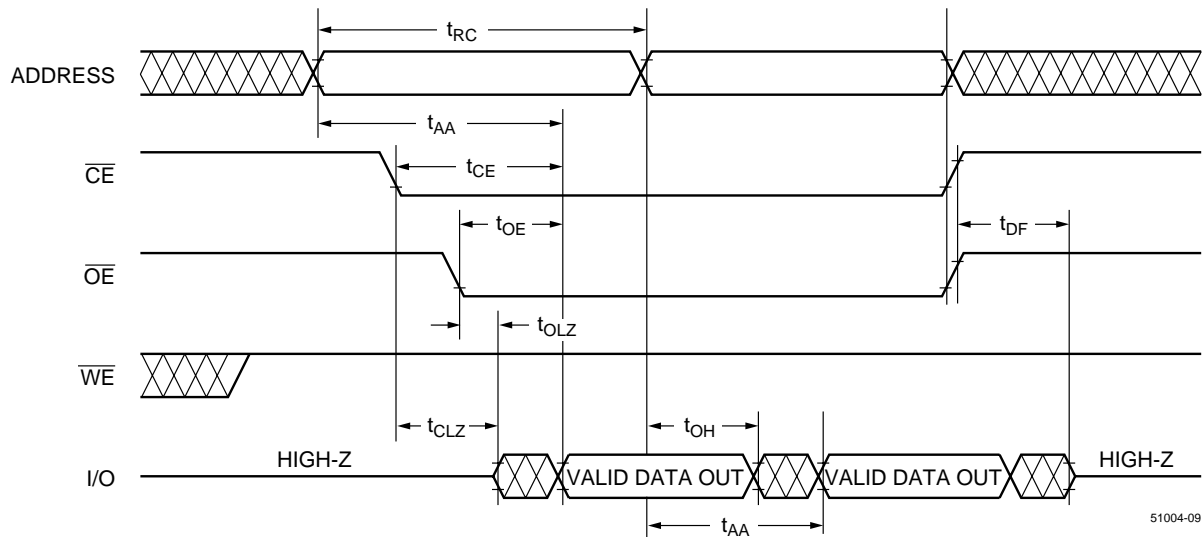 tRC
ADDRESS
tAA
CE
tCE
tOE
tDF
OE
tOLZ
WE
tCLZ
tOH
HIGH-Z
HIGH-Z
I/O
VALID DATA OUT
VALID DATA OUT
tAA
51004-09